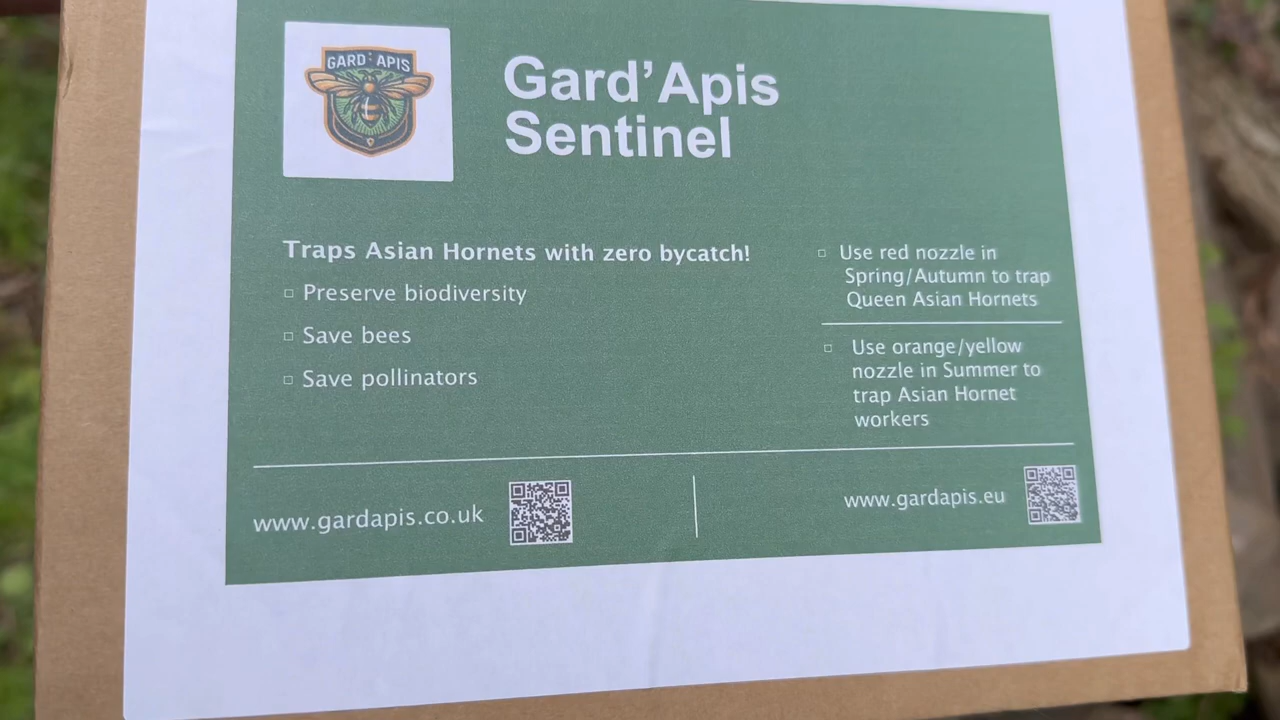 GARD'APIS
Gard'Apis
Sentinel
Traps Asian Hornets with zero bycatch!
Preserve biodiversity
Save bees
Save pollinators
Use red nozzle in
Spring/Autumn to trap
Queen Asian Hornets
Use orange/yellow
nozzle in Summer to
trap Asian Hornet
workers
www.gardapis.co.uk
www.gardapis.eu